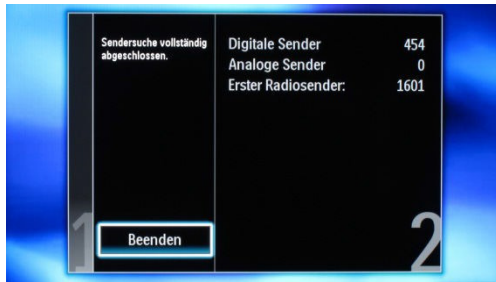 Sendersuche vollständig
abgeschlossen.
Digitale Sender 454
Analoge Sender 0
Erster Radiosender: 1601
1
Beenden
2